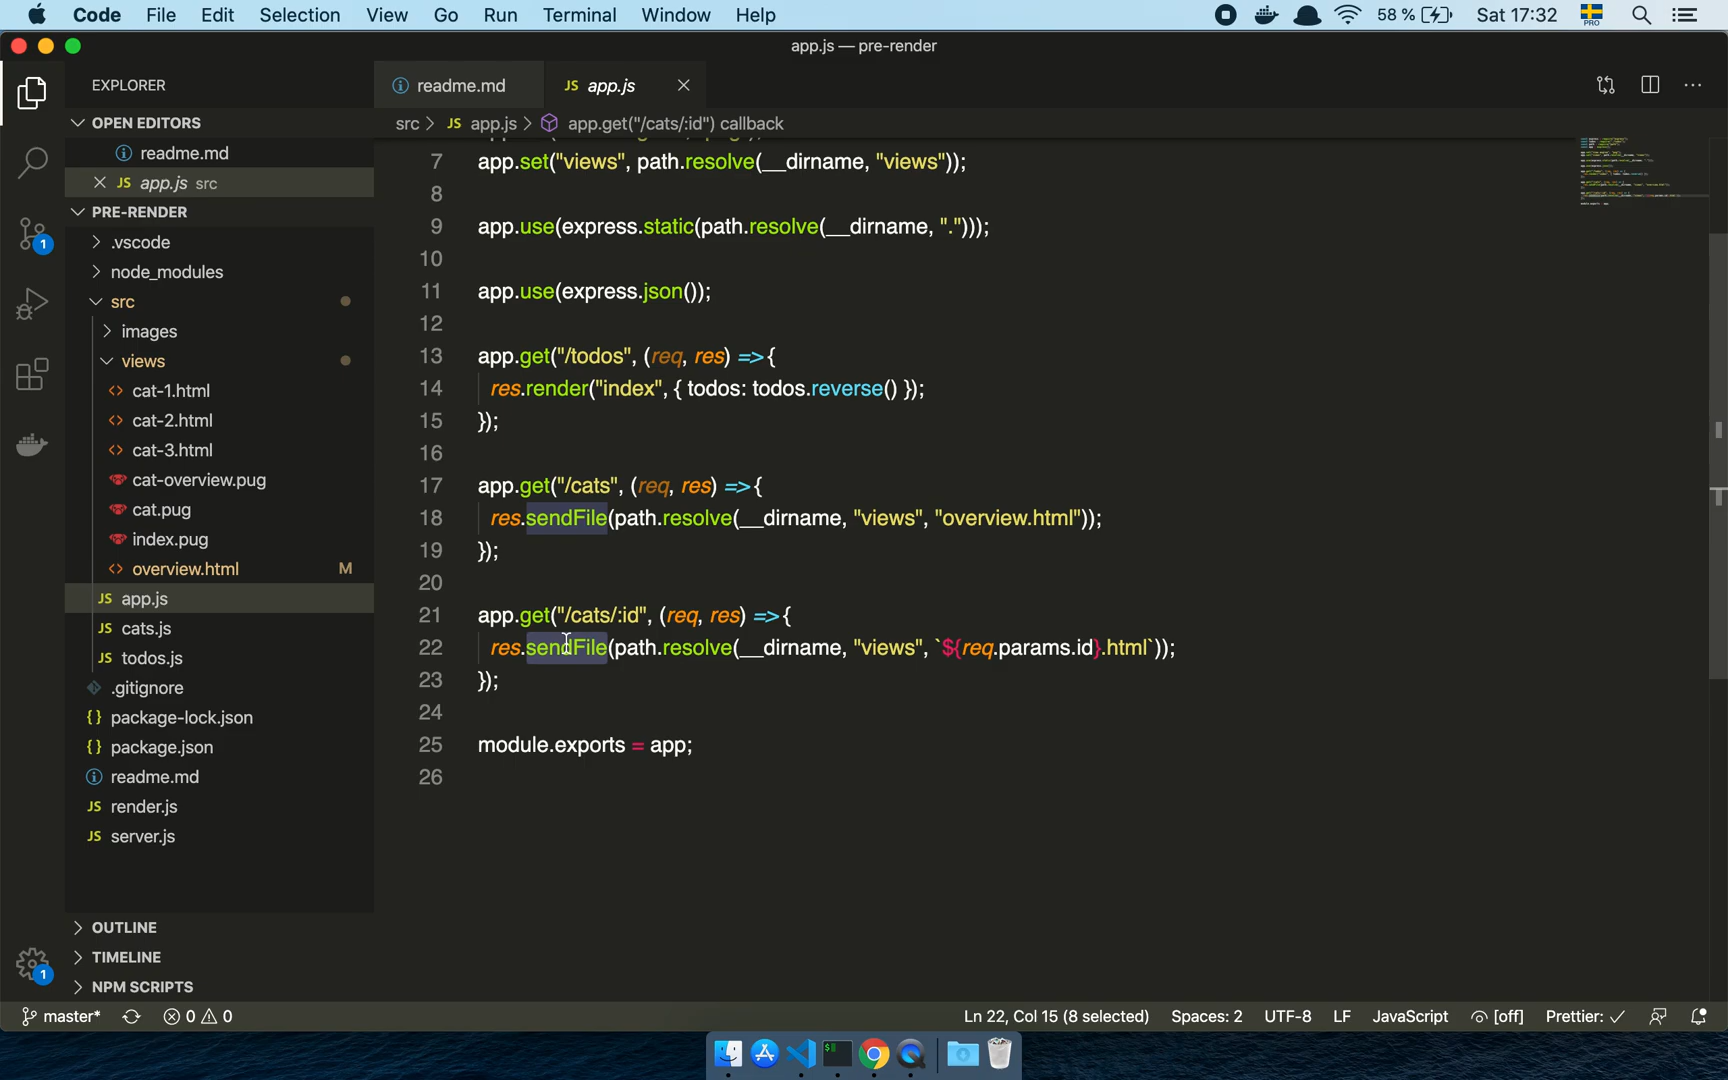 Code File Edit Selection View Go Run Terminal Window Help 58 % Sat 17:32 PRO
app.js — pre-render
EXPLORER
readme.md
JS app.js
OPEN EDITORS
readme.md
JS app.js src
PRE-RENDER
.vscode
node_modules
src
images
views
cat-1.html
cat-2.html
cat-3.html
cat-overview.pug
cat.pug
index.pug
overview.html M
JS app.js
JS cats.js
JS todos.js
.gitignore
{} package-lock.json
{} package.json
readme.md
JS render.js
JS server.js
OUTLINE
TIMELINE
NPM SCRIPTS
1
1
src > JS app.js > app.get("/cats/:id") callback
7 app.set("views", path.resolve(__dirname, "views"));
8
9 app.use(express.static(path.resolve(__dirname, ".")));
10
11 app.use(express.json());
12
13 app.get("/todos", (req, res) => {
14 res.render("index", { todos: todos.reverse() });
15 });
16
17 app.get("/cats", (req, res) => {
18 res.sendFile(path.resolve(__dirname, "views", "overview.html"));
19 });
20
21 app.get("/cats/:id", (req, res) => {
22 res.sendFile(path.resolve(__dirname, "views", `${req.params.id}.html`));
23 });
24
25 module.exports = app;
26
master* 0 0 Ln 22, Col 15 (8 selected) Spaces: 2 UTF-8 LF JavaScript [off] Prettier: ✓